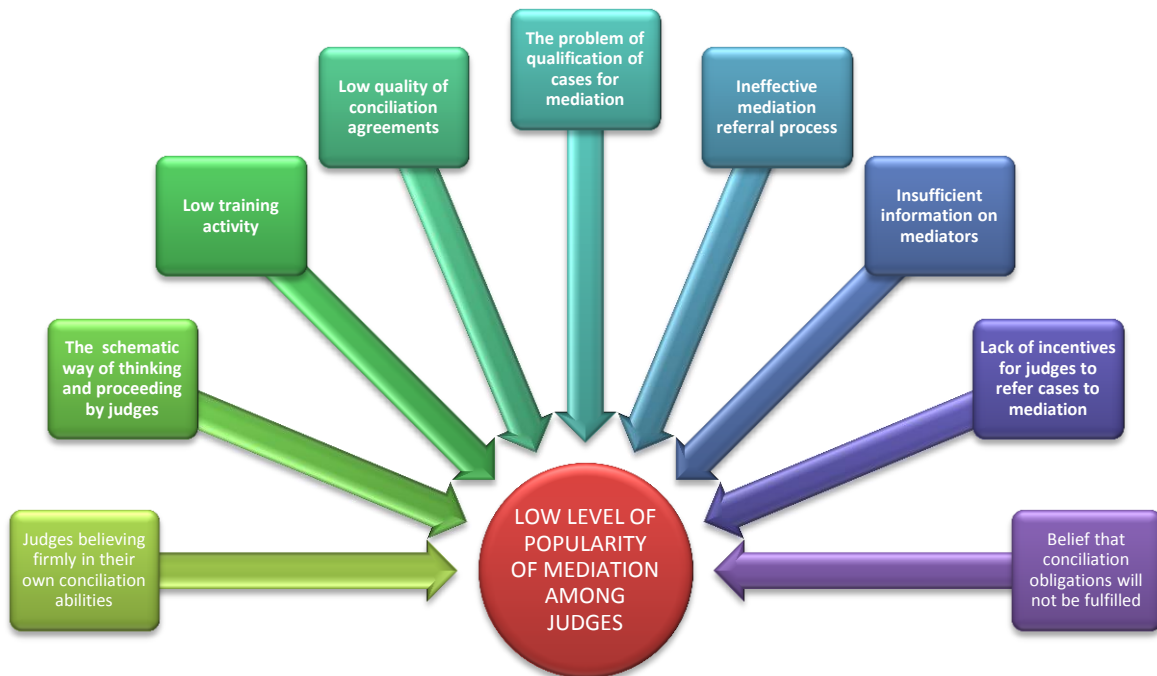 The problem of
qualification of
cases for
mediation
Low quality of
conciliation
agreements
Ineffective
mediation
referral process
Low training
activity
Insufficient
information on
mediators
The schematic
way of thinking
and proceeding
by judges
Lack of incentives
for judges to
refer cases to
mediation
Judges believing
firmly in their
own conciliation
abilities
LOW LEVEL OF
POPULARITY
OF MEDIATION
AMONG
JUDGES
Belief that
conciliation
obligations will
not be fulfilled